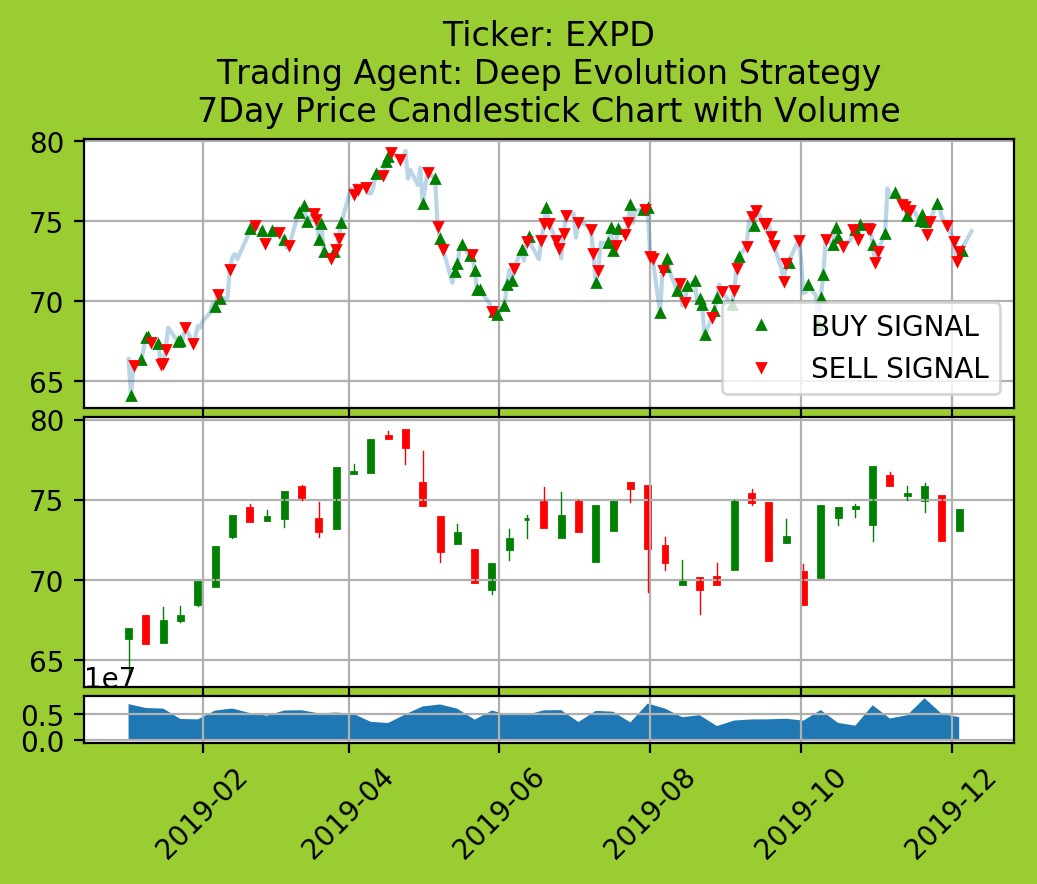 Ticker: EXPD
Trading Agent: Deep Evolution Strategy
7Day Price Candlestick Chart with Volume
80
75
70
65
BUY SIGNAL
SELL SIGNAL
80
75
70
65
1e7
0.5
0.0
2019-02
2019-04
2019-06
2019-08
2019-10
2019-12